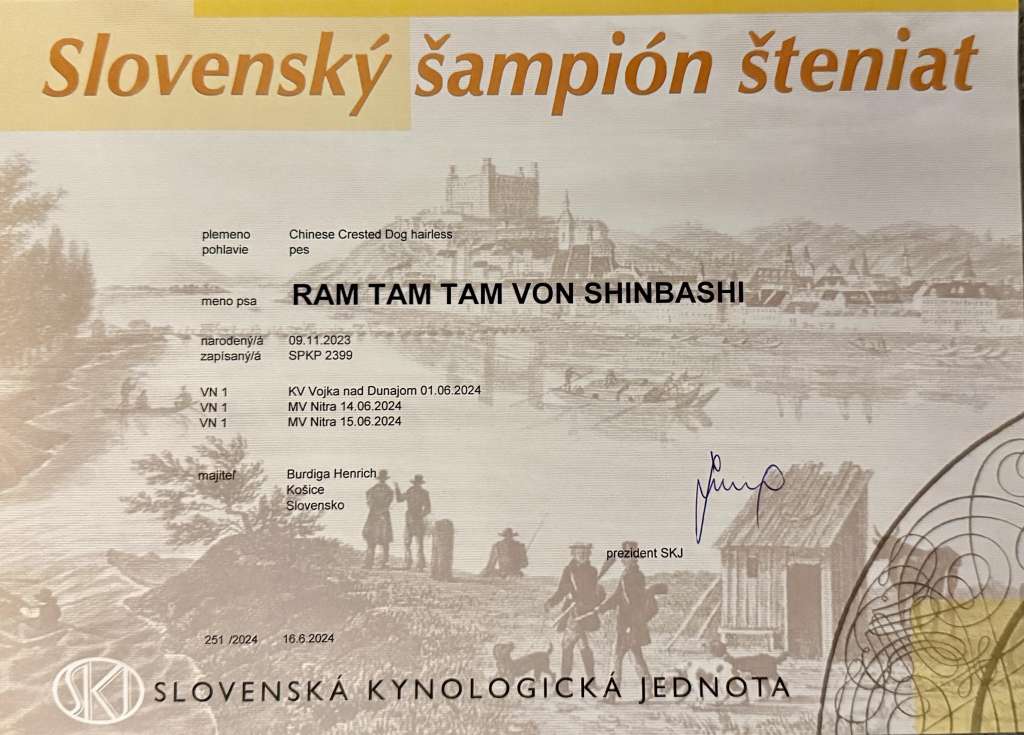 Slovenský šampión šteniat
plemeno Chinese Crested Dog hairless
pohlavie pes
meno psa RAM TAM TAM VON SHINBASHI
narodený/á 09.11.2023
zapísaný/á SPKP 2399
VN 1 KV Vojka nad Dunajom 01.06.2024
VN 1 MV Nitra 14.06.2024
VN 1 MV Nitra 15.06.2024
majiteľ Burdiga Henrich
Košice
Slovensko
prezident SKJ
251 /2024 16.6.2024
SKJ SLOVENSKÁ KYNOLOGICKÁ JEDNOTA